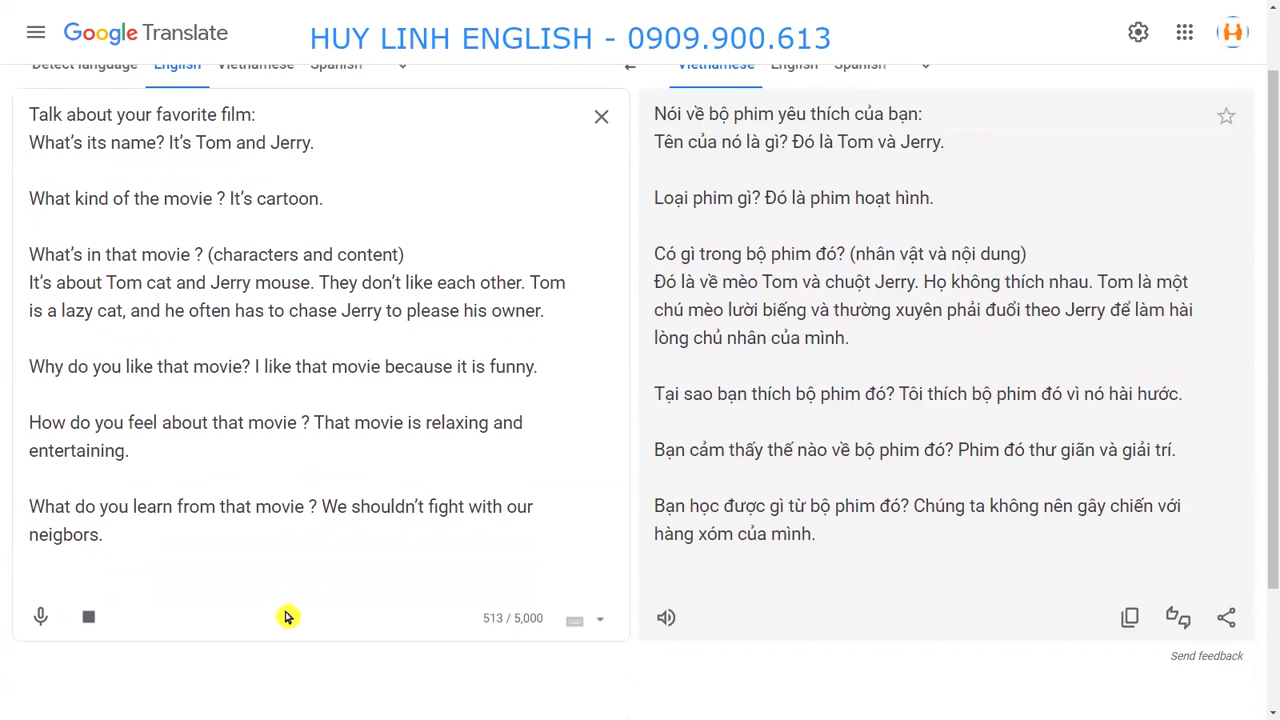 Google Translate
HUY LINH ENGLISH - 0909.900.613
Detect language English Vietnamese Spanish
Vietnamese English Spanish
Talk about your favorite film:
What’s its name? It’s Tom and Jerry.
What kind of the movie ? It’s cartoon.
What’s in that movie ? (characters and content)
It’s about Tom cat and Jerry mouse. They don’t like each other. Tom
is a lazy cat, and he often has to chase Jerry to please his owner.
Why do you like that movie? I like that movie because it is funny.
How do you feel about that movie ? That movie is relaxing and
entertaining.
What do you learn from that movie ? We shouldn’t fight with our
neigbors.
513 / 5,000
Nói về bộ phim yêu thích của bạn:
Tên của nó là gì? Đó là Tom và Jerry.
Loại phim gì? Đó là phim hoạt hình.
Có gì trong bộ phim đó? (nhân vật và nội dung)
Đó là về mèo Tom và chuột Jerry. Họ không thích nhau. Tom là một
chú mèo lười biếng và thường xuyên phải đuổi theo Jerry để làm hài
lòng chủ nhân của mình.
Tại sao bạn thích bộ phim đó? Tôi thích bộ phim đó vì nó hài hước.
Bạn cảm thấy thế nào về bộ phim đó? Phim đó thư giãn và giải trí.
Bạn học được gì từ bộ phim đó? Chúng ta không nên gây chiến với
hàng xóm của mình.
Send feedback